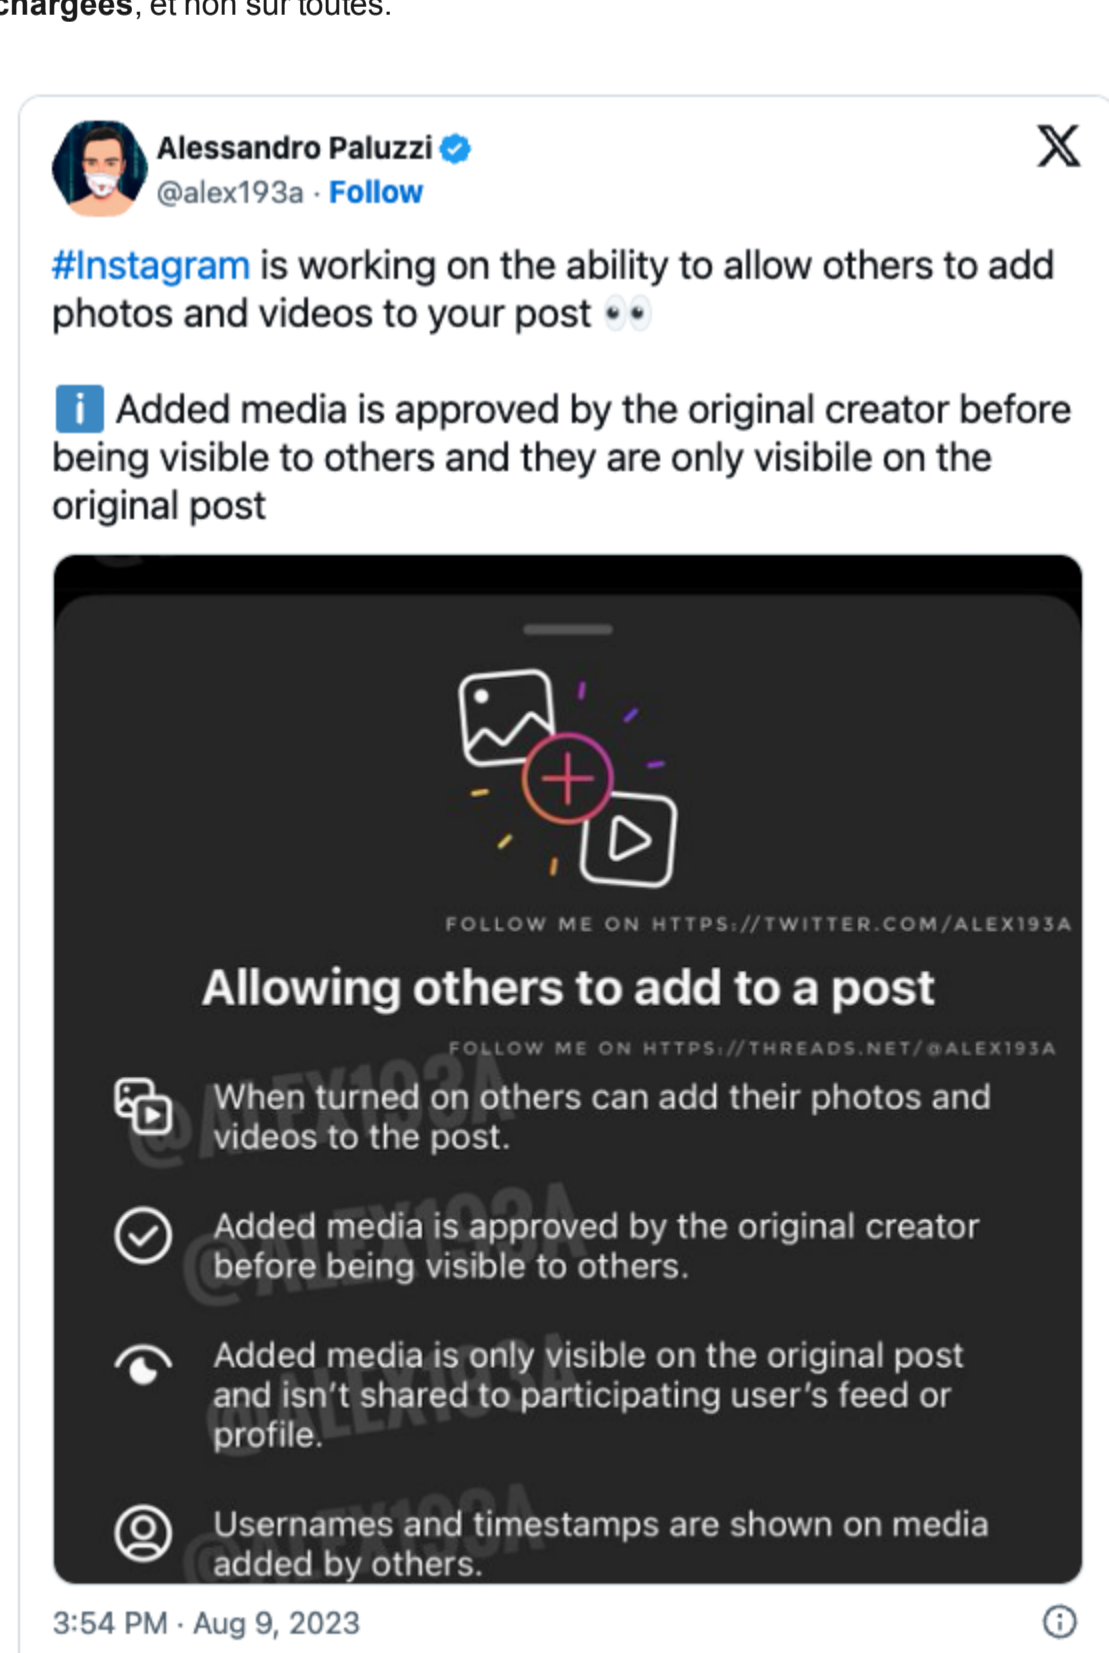 chargées, et non sur toutes.
Alessandro Paluzzi
@alex193a · Follow
#Instagram is working on the ability to allow others to add
photos and videos to your post 👀
ℹ️ Added media is approved by the original creator before
being visible to others and they are only visibile on the
original post
FOLLOW ME ON HTTPS://TWITTER.COM/ALEX193A
Allowing others to add to a post
FOLLOW ME ON HTTPS://THREADS.NET/@ALEX193A
@ALEX193A
When turned on others can add their photos and
videos to the post.
@ALEX193A
Added media is approved by the original creator
before being visible to others.
@ALEX193A
Added media is only visible on the original post
and isn't shared to participating user's feed or
profile.
@ALEX193A
Usernames and timestamps are shown on media
added by others.
3:54 PM · Aug 9, 2023